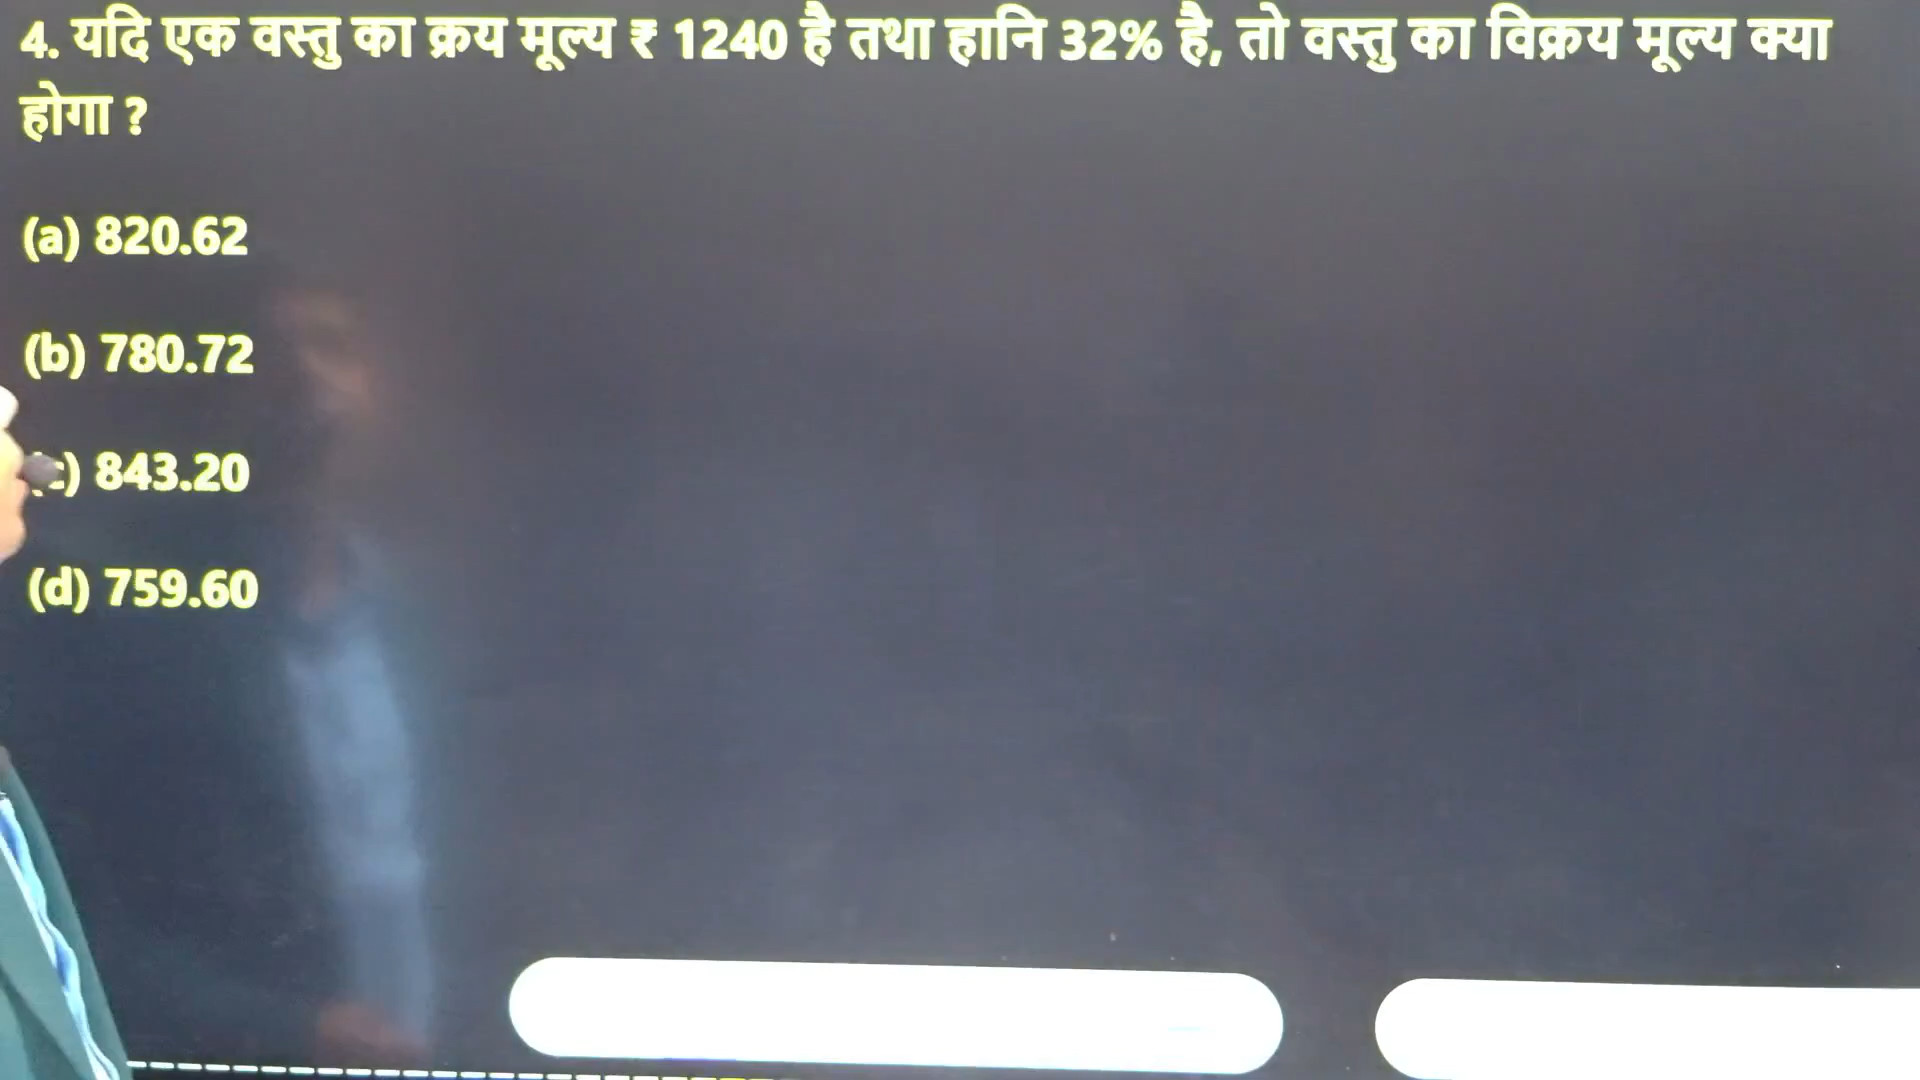 4. यदि एक वस्तु का क्रय मूल्य ₹ 1240 है तथा हानि 32% है, तो वस्तु का विक्रय मूल्य क्या
होगा ?
(a) 820.62
(b) 780.72
(c) 843.20
(d) 759.60